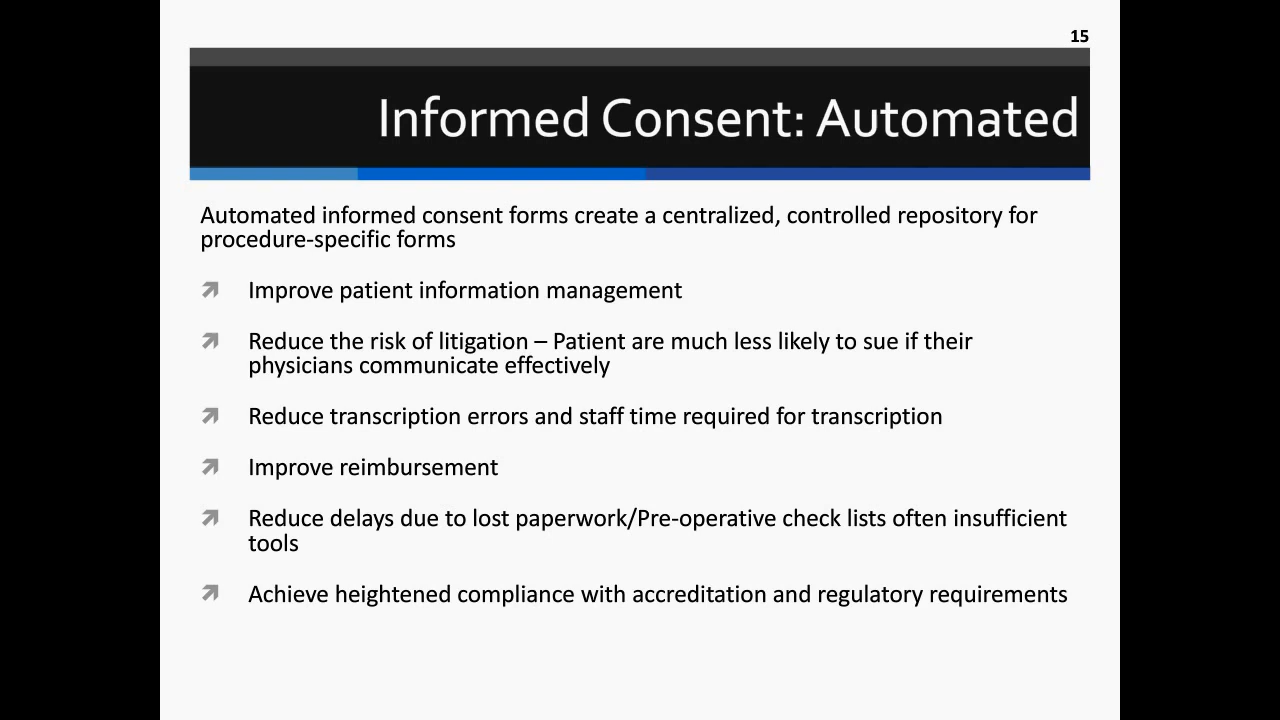 15
Informed Consent: Automated
Automated informed consent forms create a centralized, controlled repository for
procedure-specific forms
Improve patient information management
Reduce the risk of litigation – Patient are much less likely to sue if their
physicians communicate effectively
Reduce transcription errors and staff time required for transcription
Improve reimbursement
Reduce delays due to lost paperwork/Pre-operative check lists often insufficient
tools
Achieve heightened compliance with accreditation and regulatory requirements